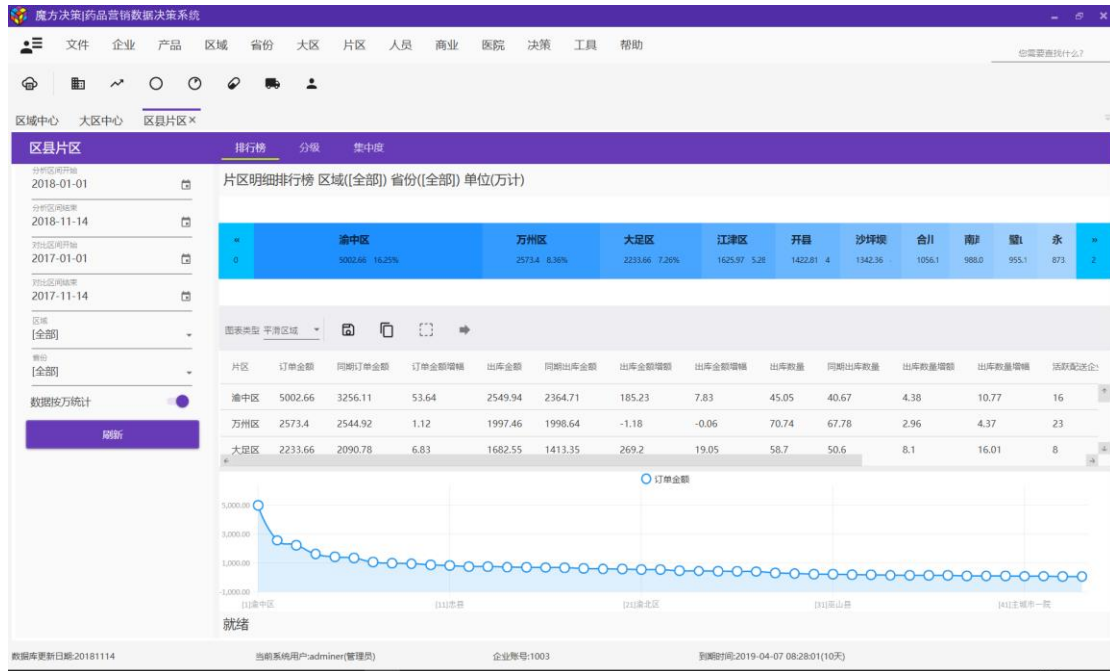 魔方决策|药品营销数据决策系统
文件 企业 产品 区域 省份 大区 片区 人员 商业 医院 决策 工具 帮助
您需要查找什么?
区域中心 大区中心 区县片区 ×
区县片区
排行榜 分级 集中度
分析区间开始
2018-01-01
分析区间结束
2018-11-14
对比区间开始
2017-01-01
对比区间结束
2017-11-14
区域
[全部]
省份
[全部]
数据按万统计
刷新
片区明细排行榜 区域([全部]) 省份([全部]) 单位(万计)
« 渝中区 万州区 大足区 江津区 开县 沙坪坝 合川 永 »
0 5002.66 16.25% 2573.4 8.36% 2233.66 7.26% 1625.97 5.28 1422.81 4 1342.36 1056.1 988.0 955.1 873 2
图表类型 平滑区域
片区 订单金额 同期订单金额 订单金额增幅 出库金额 同期出库金额 出库金额增额 出库金额增幅 出库数量 同期出库数量 出库数量增额 出库数量增幅 活跃配送企
渝中区 5002.66 3256.11 53.64 2549.94 2364.71 185.23 7.83 45.05 40.67 4.38 10.77 16
万州区 2573.4 2544.92 1.12 1997.46 1998.64 -1.18 -0.06 70.74 67.78 2.96 4.37 23
大足区 2233.66 2090.78 6.83 1682.55 1413.35 269.2 19.05 58.7 50.6 8.1 16.01 8
订单金额
5,000.00
3,000.00
1,000.00
-1,000.00
[1]渝中区 [11]忠县 [21]渝北区 [31]巫山县 [41]主城市一院
就绪
数据库更新日期:20181114 当前系统用户:adminer(管理员) 企业账号:1003 到期时间:2019-04-07 08:28:01(10天)